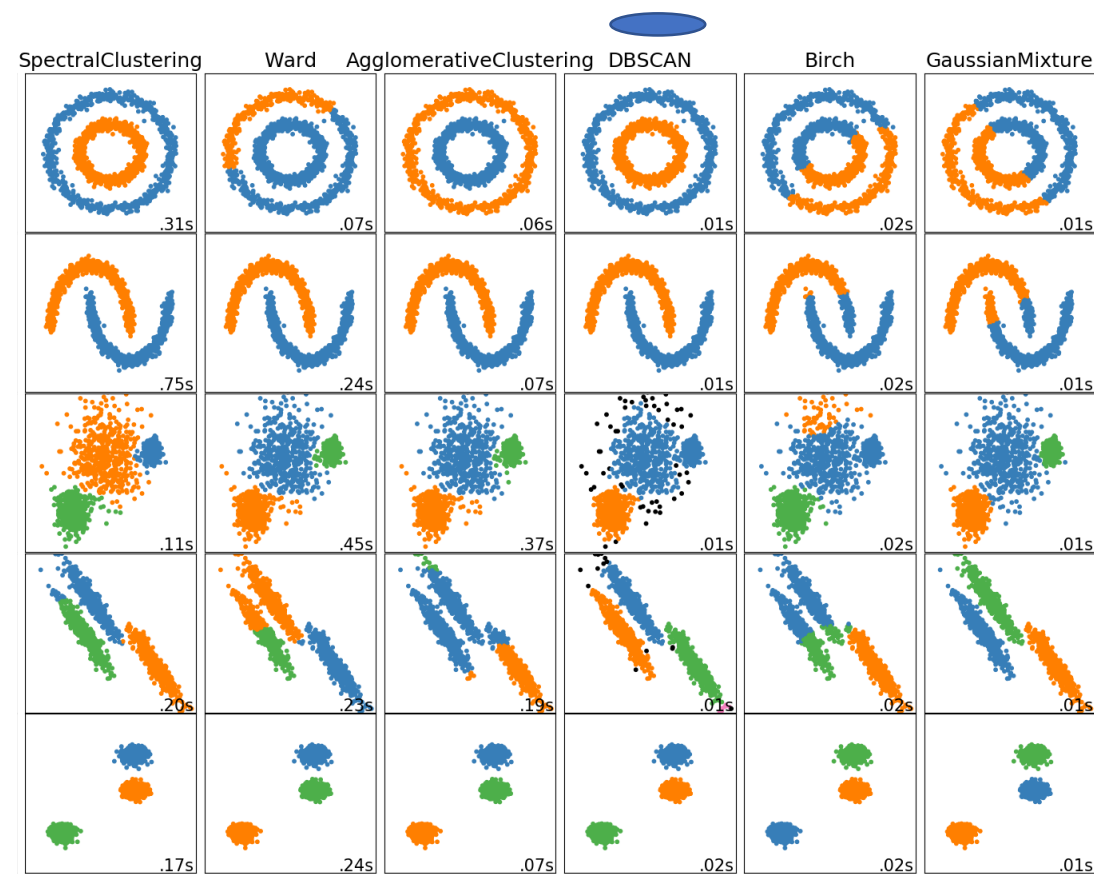 SpectralClustering Ward AgglomerativeClustering DBSCAN Birch GaussianMixture
.31s .07s .06s .01s .02s .01s
.75s .24s .07s .01s .02s .01s
.11s .45s .37s .01s .02s .01s
.20s .23s .19s .01s .02s .01s
.17s .24s .07s .02s .02s .01s